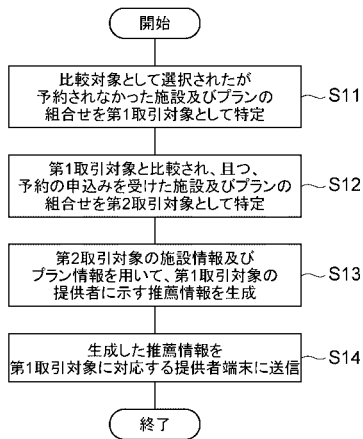 開始
比較対象として選択されたが
予約されなかった施設及びプランの
組合せを第1取引対象として特定
S11
第1取引対象と比較され、且つ、
予約の申込みを受けた施設及びプランの
組合せを第2取引対象として特定
S12
第2取引対象の施設情報及び
プラン情報を用いて、第1取引対象の
提供者に示す推薦情報を生成
S13
生成した推薦情報を
第1取引対象に対応する提供者端末に送信
S14
終了